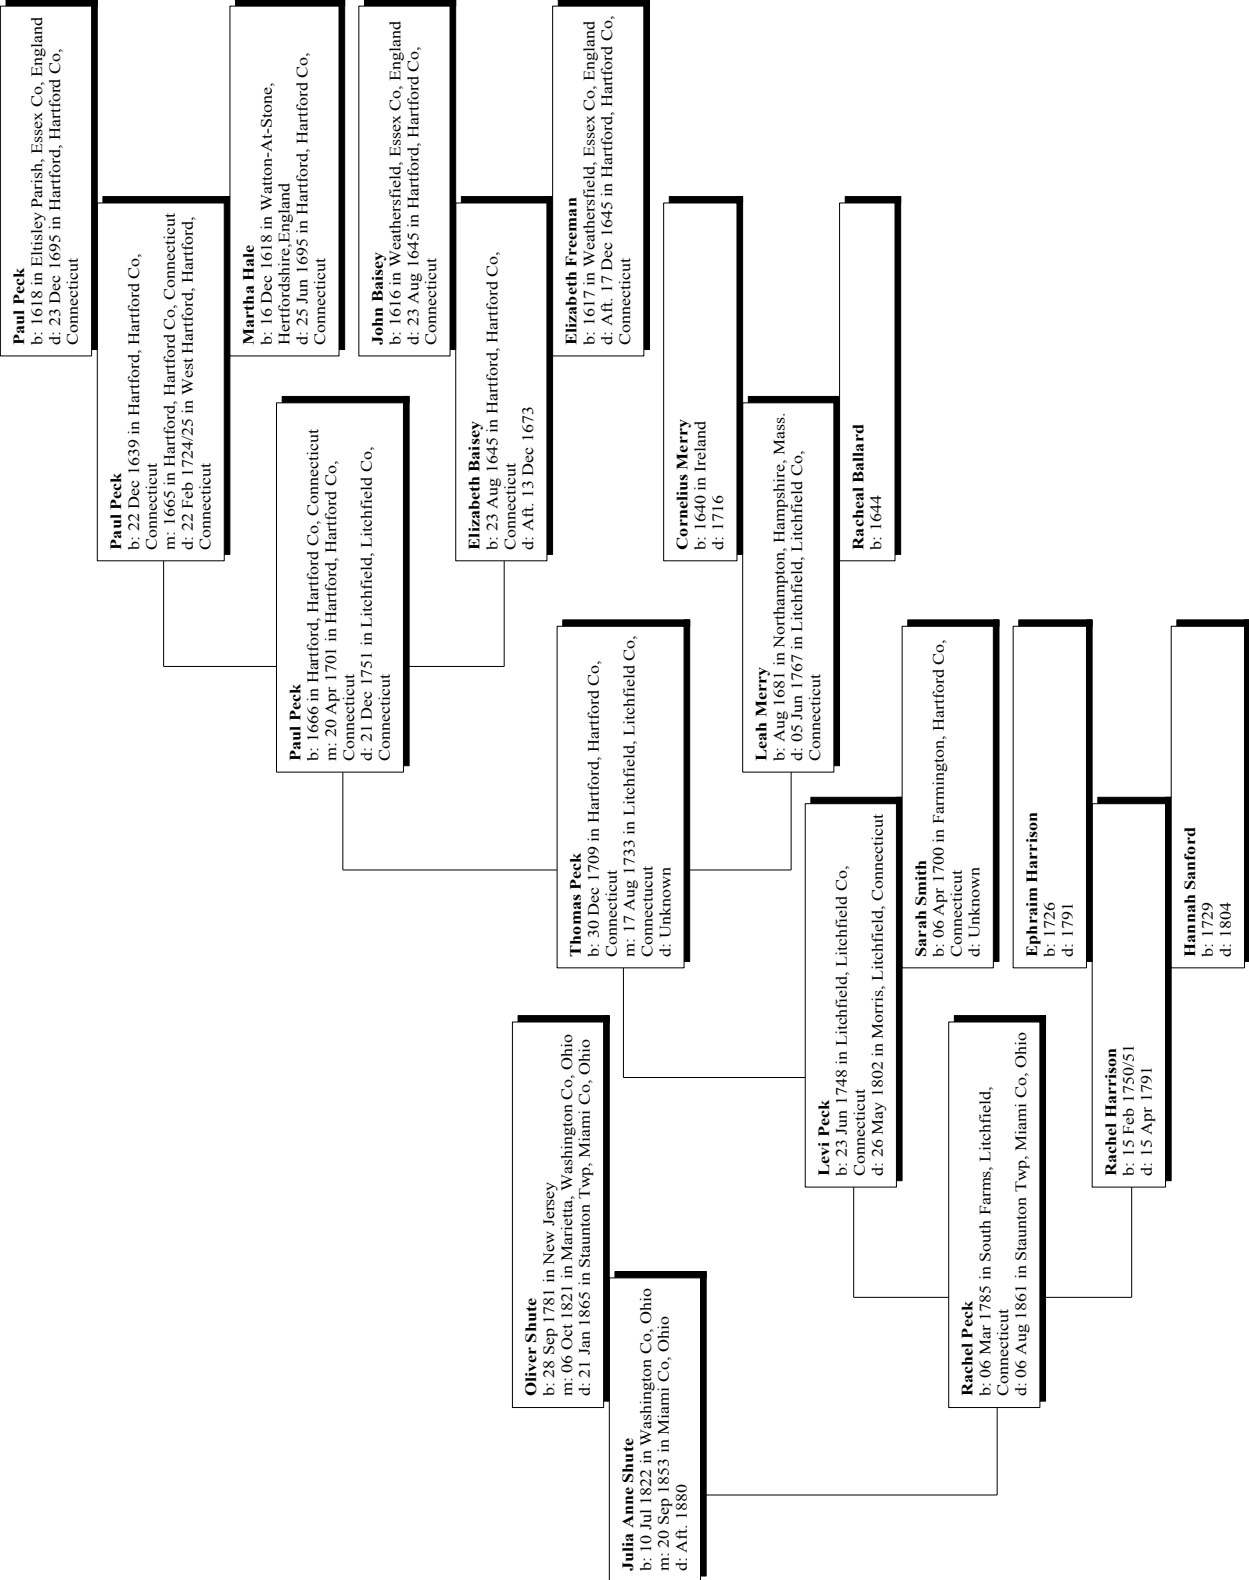 Paul Peck
b: 1618 in Eltisley Parish, Essex Co, England
d: 23 Dec 1695 in Hartford, Hartford Co,
Connecticut
Paul Peck
b: 22 Dec 1639 in Hartford, Hartford Co,
Connecticut
m: 1665 in Hartford, Hartford Co, Connecticut
d: 22 Feb 1724/25 in West Hartford, Hartford,
Connecticut
Martha Hale
b: 16 Dec 1618 in Watton-At-Stone,
Hertfordshire,England
d: 25 Jun 1695 in Hartford, Hartford Co,
Connecticut
Paul Peck
b: 1666 in Hartford, Hartford Co, Connecticut
m: 20 Apr 1701 in Hartford, Hartford Co,
Connecticut
d: 21 Dec 1751 in Litchfield, Litchfield Co,
Connecticut
John Baisey
b: 1616 in Weathersfield, Essex Co, England
d: 23 Aug 1645 in Hartford, Hartford Co,
Connecticut
Elizabeth Baisey
b: 23 Aug 1645 in Hartford, Hartford Co,
Connecticut
d: Aft. 13 Dec 1673
Elizabeth Freeman
b: 1617 in Weathersfield, Essex Co, England
d: Aft. 17 Dec 1645 in Hartford, Hartford Co,
Connecticut
Thomas Peck
b: 30 Dec 1709 in Hartford, Hartford Co,
Connecticut
m: 17 Aug 1733 in Litchfield, Litchfield Co,
Connectucut
d: Unknown
Cornelius Merry
b: 1640 in Ireland
d: 1716
Leah Merry
b: Aug 1681 in Northampton, Hampshire, Mass.
d: 05 Jun 1767 in Litchfield, Litchfield Co,
Connecticut
Racheal Ballard
b: 1644
Oliver Shute
b: 28 Sep 1781 in New Jersey
m: 06 Oct 1821 in Marietta, Washington Co, Ohio
d: 21 Jan 1865 in Staunton Twp, Miami Co, Ohio
Julia Anne Shute
b: 10 Jul 1822 in Washington Co, Ohio
m: 20 Sep 1853 in Miami Co, Ohio
d: Aft. 1880
Levi Peck
b: 23 Jun 1748 in Litchfield, Litchfield Co,
Connecticut
d: 26 May 1802 in Morris, Litchfield, Connecticut
Sarah Smith
b: 06 Apr 1700 in Farmington, Hartford Co,
Connecticut
d: Unknown
Rachel Peck
b: 06 Mar 1785 in South Farms, Litchfield,
Connecticut
d: 06 Aug 1861 in Staunton Twp, Miami Co, Ohio
Ephraim Harrison
b: 1726
d: 1791
Rachel Harrison
b: 15 Feb 1750/51
d: 15 Apr 1791
Hannah Sanford
b: 1729
d: 1804